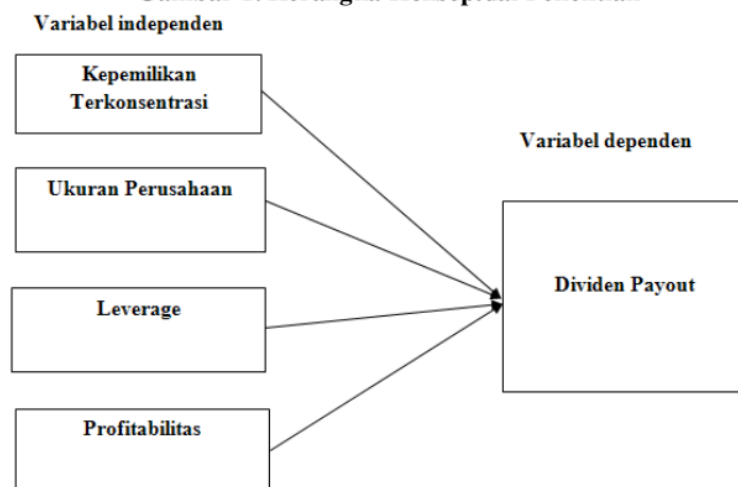 Variabel independen
Kepemilikan
Terkonsentrasi
Variabel dependen
Ukuran Perusahaan
Dividen Payout
Leverage
Profitabilitas